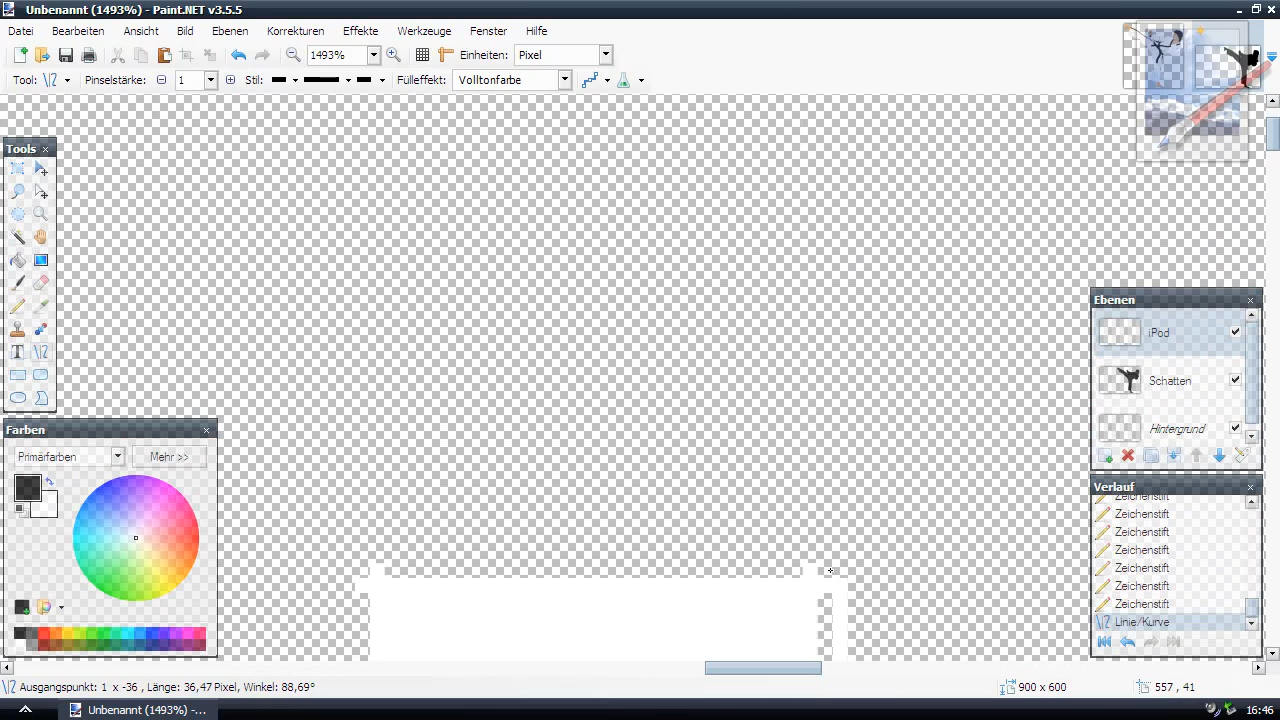 Unbenannt (1493%) - Paint.NET v3.5.5
Datei Bearbeiten Ansicht Bild Ebenen Korrekturen Effekte Werkzeuge Fenster Hilfe
1493% Einheiten: Pixel
Tool: Pinselstärke: 1 Stil: Fülleffekt: Volltonfarbe
Tools
Ebenen
iPod
Schatten
Hintergrund
Farben
Primärfarben Mehr >>
Verlauf
Zeichenstift
Zeichenstift
Zeichenstift
Zeichenstift
Zeichenstift
Zeichenstift
Zeichenstift
Linie/Kurve
Ausgangspunkt: 1 x -36 , Länge: 36,47 Pixel, Winkel: 88,69° 900 x 600 557 , 41
Unbenannt (1493%) -... 16:46